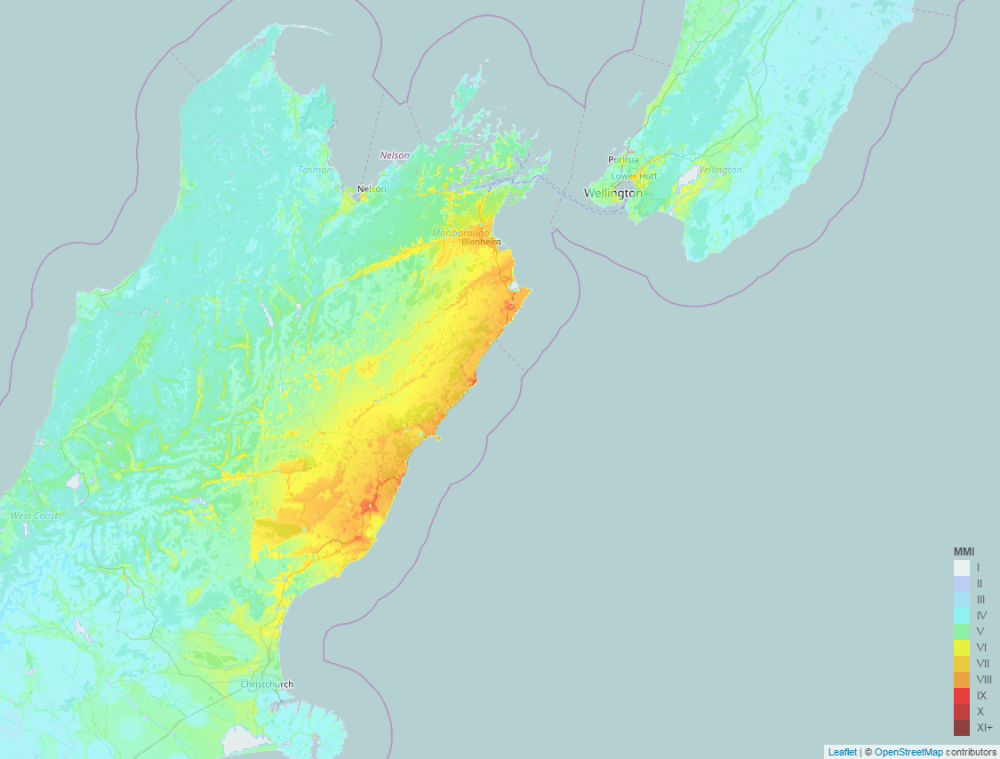 Nelson
Porirua
Tasman
Wellington
Lower Hutt
Nelson
Wellington
Marlborough
Blenheim
West Coast
MMI
I
II
III
IV
V
VI
VII
VIII
IX
X
XI+
Christchurch
Leaflet | © OpenStreetMap contributors